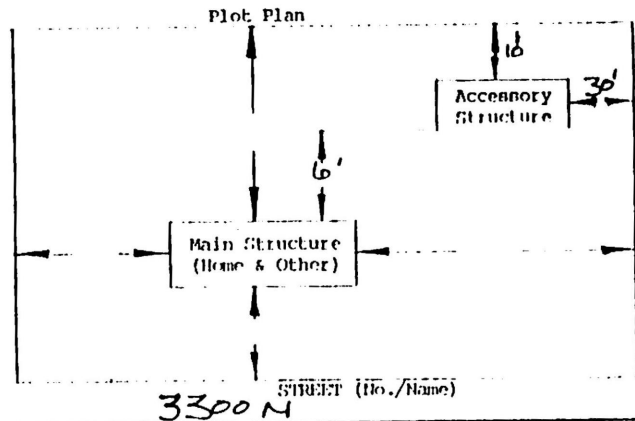 Plot Plan
10'
Accessory
Structure
30'
6'
Main Structure
(Home & Other)
STREET (No./Name)
3300 N